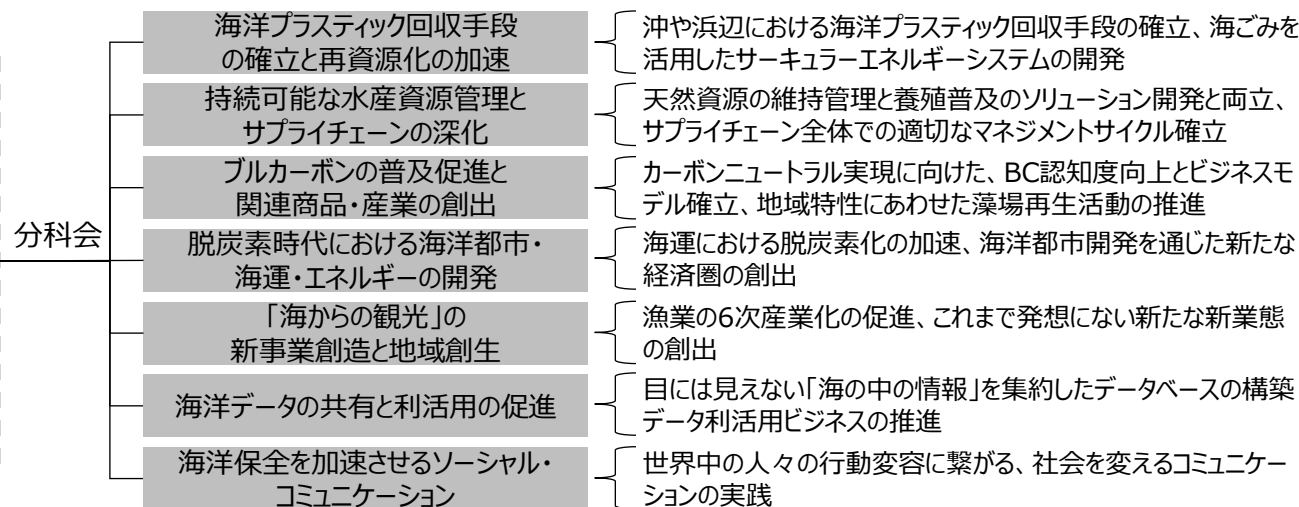 分科会
海洋プラスティック回収手段
の確立と再資源化の加速
沖や浜辺における海洋プラスティック回収手段の確立、海ごみを
活用したサーキュラーエネルギーシステムの開発
持続可能な水産資源管理と
サプライチェーンの深化
天然資源の維持管理と養殖普及のソリューション開発と両立、
サプライチェーン全体での適切なマネジメントサイクル確立
ブルカーボンの普及促進と
関連商品・産業の創出
カーボンニュートラル実現に向けた、BC認知度向上とビジネスモ
デル確立、地域特性にあわせた藻場再生活動の推進
脱炭素時代における海洋都市・
海運・エネルギーの開発
海運における脱炭素化の加速、海洋都市開発を通じた新たな
経済圏の創出
「海からの観光」の
新事業創造と地域創生
漁業の6次産業化の促進、これまで発想にない新たな新業態
の創出
海洋データの共有と利活用の促進
目には見えない「海の中の情報」を集約したデータベースの構築
データ利活用ビジネスの推進
海洋保全を加速させるソーシャル・
コミュニケーション
世界中の人々の行動変容に繋がる、社会を変えるコミュニケー
ションの実践